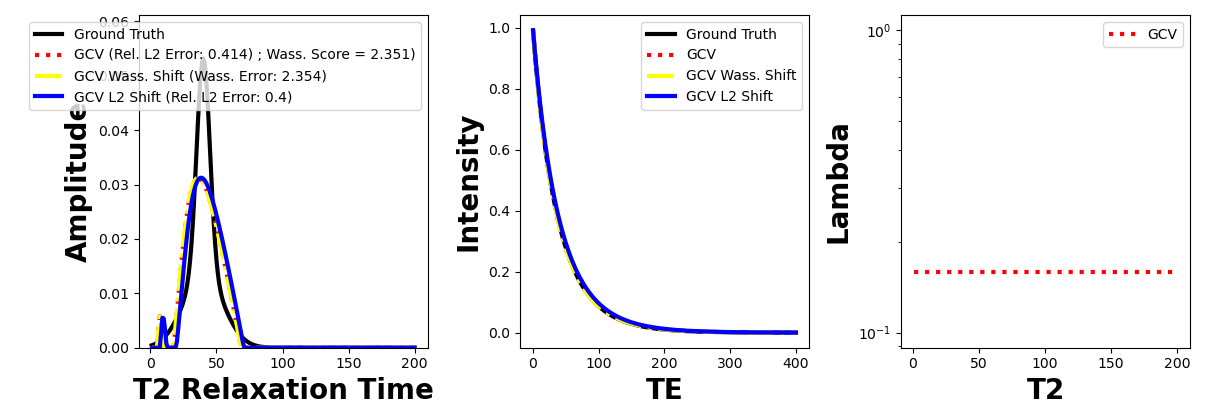 0.06
0.04
0.03
0.02
0.01
0.00
Amplitude
Ground Truth
GCV (Rel. L2 Error: 0.414) ; Wass. Score = 2.351)
GCV Wass. Shift (Wass. Error: 2.354)
GCV L2 Shift (Rel. L2 Error: 0.4)
0 50 100 150 200
T2 Relaxation Time
1.0
0.8
0.6
0.4
0.2
0.0
Intensity
Ground Truth
GCV
GCV Wass. Shift
GCV L2 Shift
0 100 200 300 400
TE
10⁰
10⁻¹
Lambda
GCV
0 50 100 150 200
T2